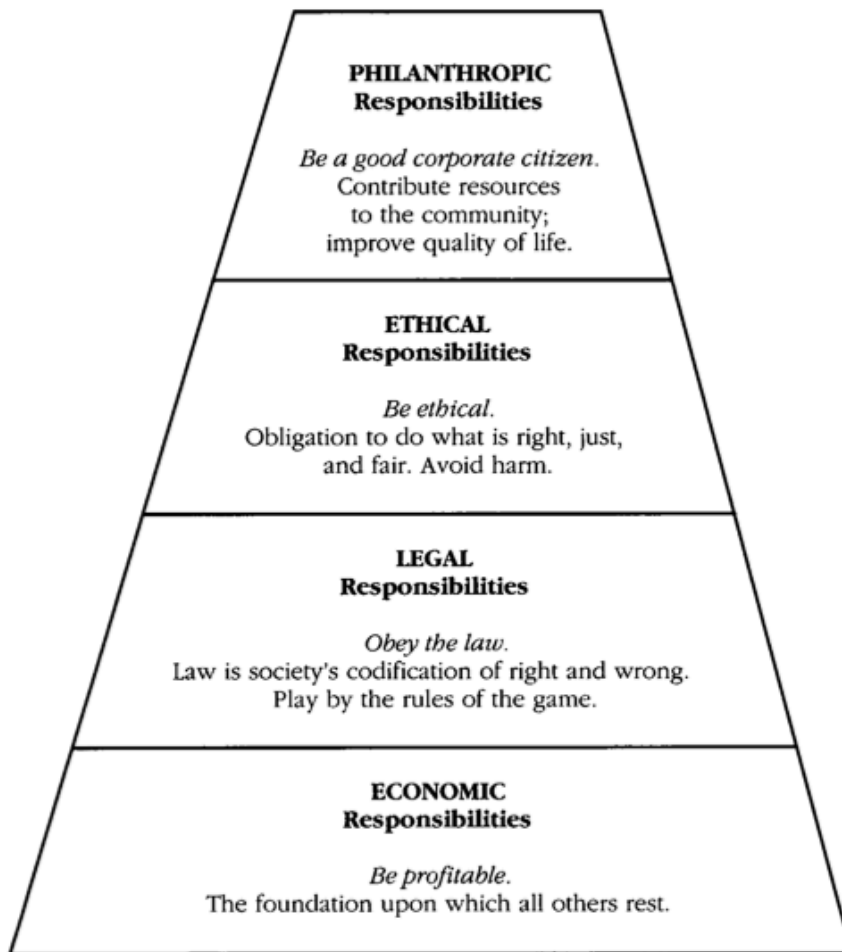 PHILANTHROPIC
Responsibilities
Be a good corporate citizen.
Contribute resources
to the community;
improve quality of life.
ETHICAL
Responsibilities
Be ethical.
Obligation to do what is right, just,
and fair. Avoid harm.
LEGAL
Responsibilities
Obey the law.
Law is society's codification of right and wrong.
Play by the rules of the game.
ECONOMIC
Responsibilities
Be profitable.
The foundation upon which all others rest.